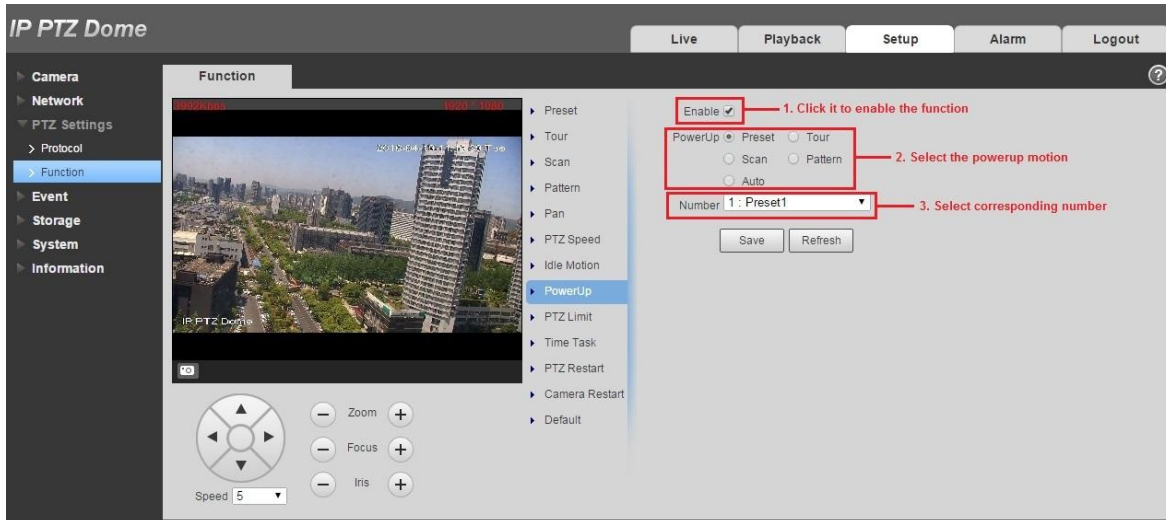 IP PTZ Dome
Live Playback Setup Alarm Logout
Camera
Network
PTZ Settings
Protocol
Function
Event
Storage
System
Information
Function
?
3992Kbps 1920 * 1080
IP PTZ Dome
Zoom
Focus
Iris
Speed 5
Preset
Tour
Scan
Pattern
Pan
PTZ Speed
Idle Motion
PowerUp
PTZ Limit
Time Task
PTZ Restart
Camera Restart
Default
Enable
1. Click it to enable the function
PowerUp Preset Tour
Scan Pattern
Auto
2. Select the powerup motion
Number 1 : Preset1
3. Select corresponding number
Save Refresh